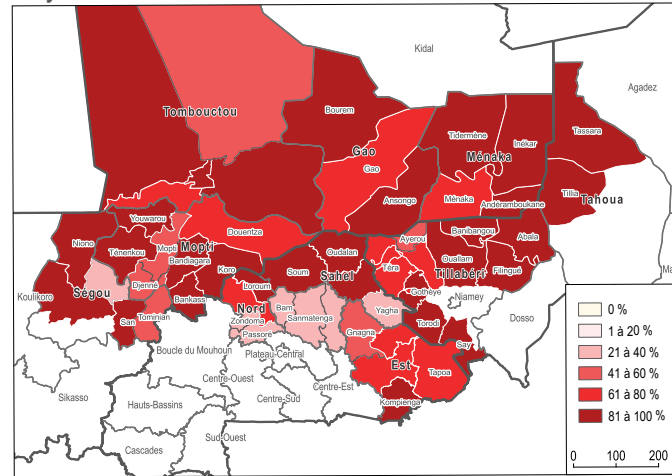 Kidal
Agadez
Tombouctou
Bourem
Tassara
Tidermène
Inékar
Gao
Ménaka
Gao
Tillia
Tahoua
Ansongo
Ménaka
Andéramboukane
Youwarou
Douentza
Banibangou
Niono
Mopti
Mopti
Ayerou
Abala
Ténenkou
Bandiagara
Oudalan
Ouallam
Koro
Soum
Sahel
Téra
Tillabéri
Filingué
Djenné
Ségou
Bankass
Loroum
Gothèye
Niamey
Koulikoro
Nord
Bam
Yagha
Dosso
San
Tominian
Zondoma
Sanmatenga
Torodi
Passoré
Gnagna
Say
Boucle du Mouhoun
Plateau-Central
Est
Centre-Ouest
Tapoa
Centre-Est
Sikasso
Hauts-Bassins
Centre-Sud
Kompienga
Sud-Ouest
Cascades
0 %
1 à 20 %
21 à 40 %
41 à 60 %
61 à 80 %
81 à 100 %
0 100 200